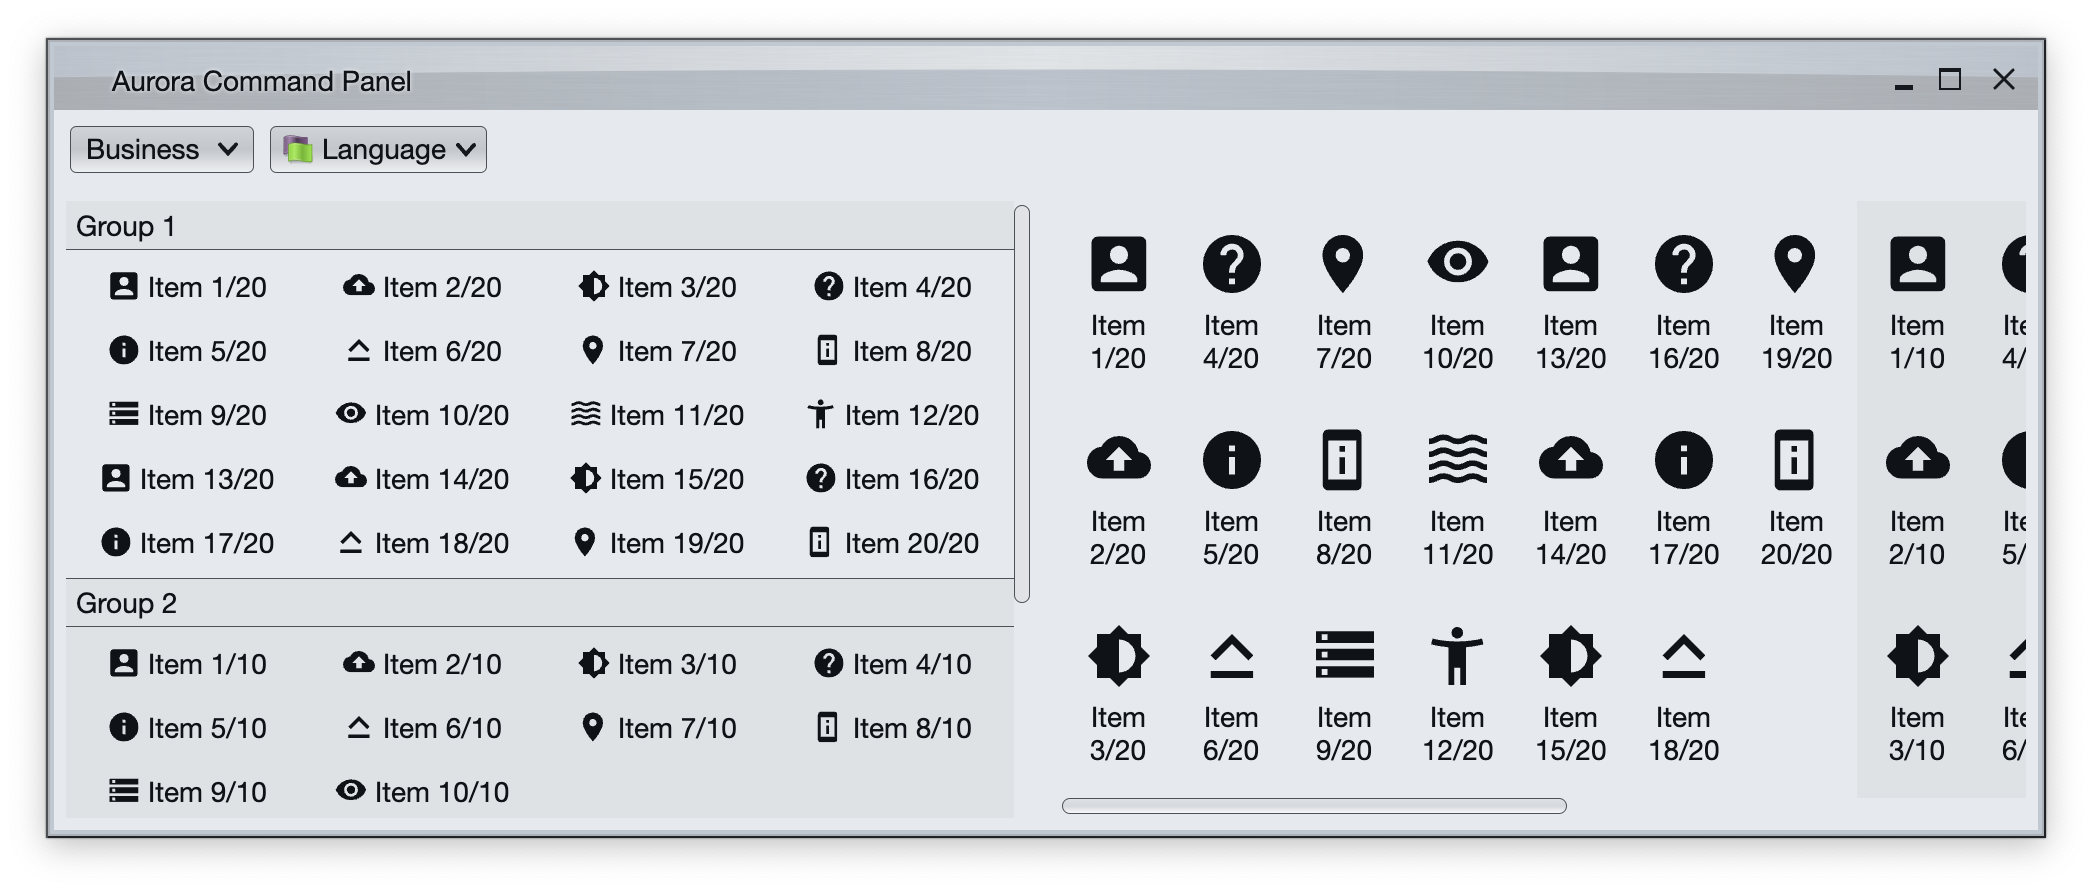 Aurora Command Panel
Business
Language
Group 1
Item 1/20
Item 2/20
Item 3/20
Item 4/20
Item 5/20
Item 6/20
Item 7/20
Item 8/20
Item 9/20
Item 10/20
Item 11/20
Item 12/20
Item 13/20
Item 14/20
Item 15/20
Item 16/20
Item 17/20
Item 18/20
Item 19/20
Item 20/20
Group 2
Item 1/10
Item 2/10
Item 3/10
Item 4/10
Item 5/10
Item 6/10
Item 7/10
Item 8/10
Item 9/10
Item 10/10
Item
1/20
Item
4/20
Item
7/20
Item
10/20
Item
13/20
Item
16/20
Item
19/20
Item
1/10
Item
2/20
Item
5/20
Item
8/20
Item
11/20
Item
14/20
Item
17/20
Item
20/20
Item
2/10
Item
3/20
Item
6/20
Item
9/20
Item
12/20
Item
15/20
Item
18/20
Item
3/10